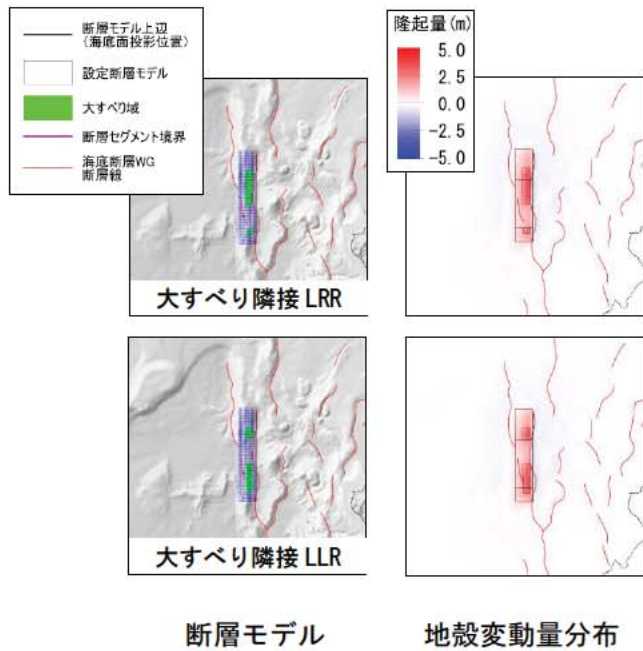 断層モデル上辺
(海底面投影位置)
設定断層モデル
大すべり域
断層セグメント境界
海底断層WG
断層線
隆起量(m)
5.0
2.5
0.0
-2.5
-5.0
大すべり隣接 LRR
大すべり隣接 LLR
断層モデル
地殻変動量分布